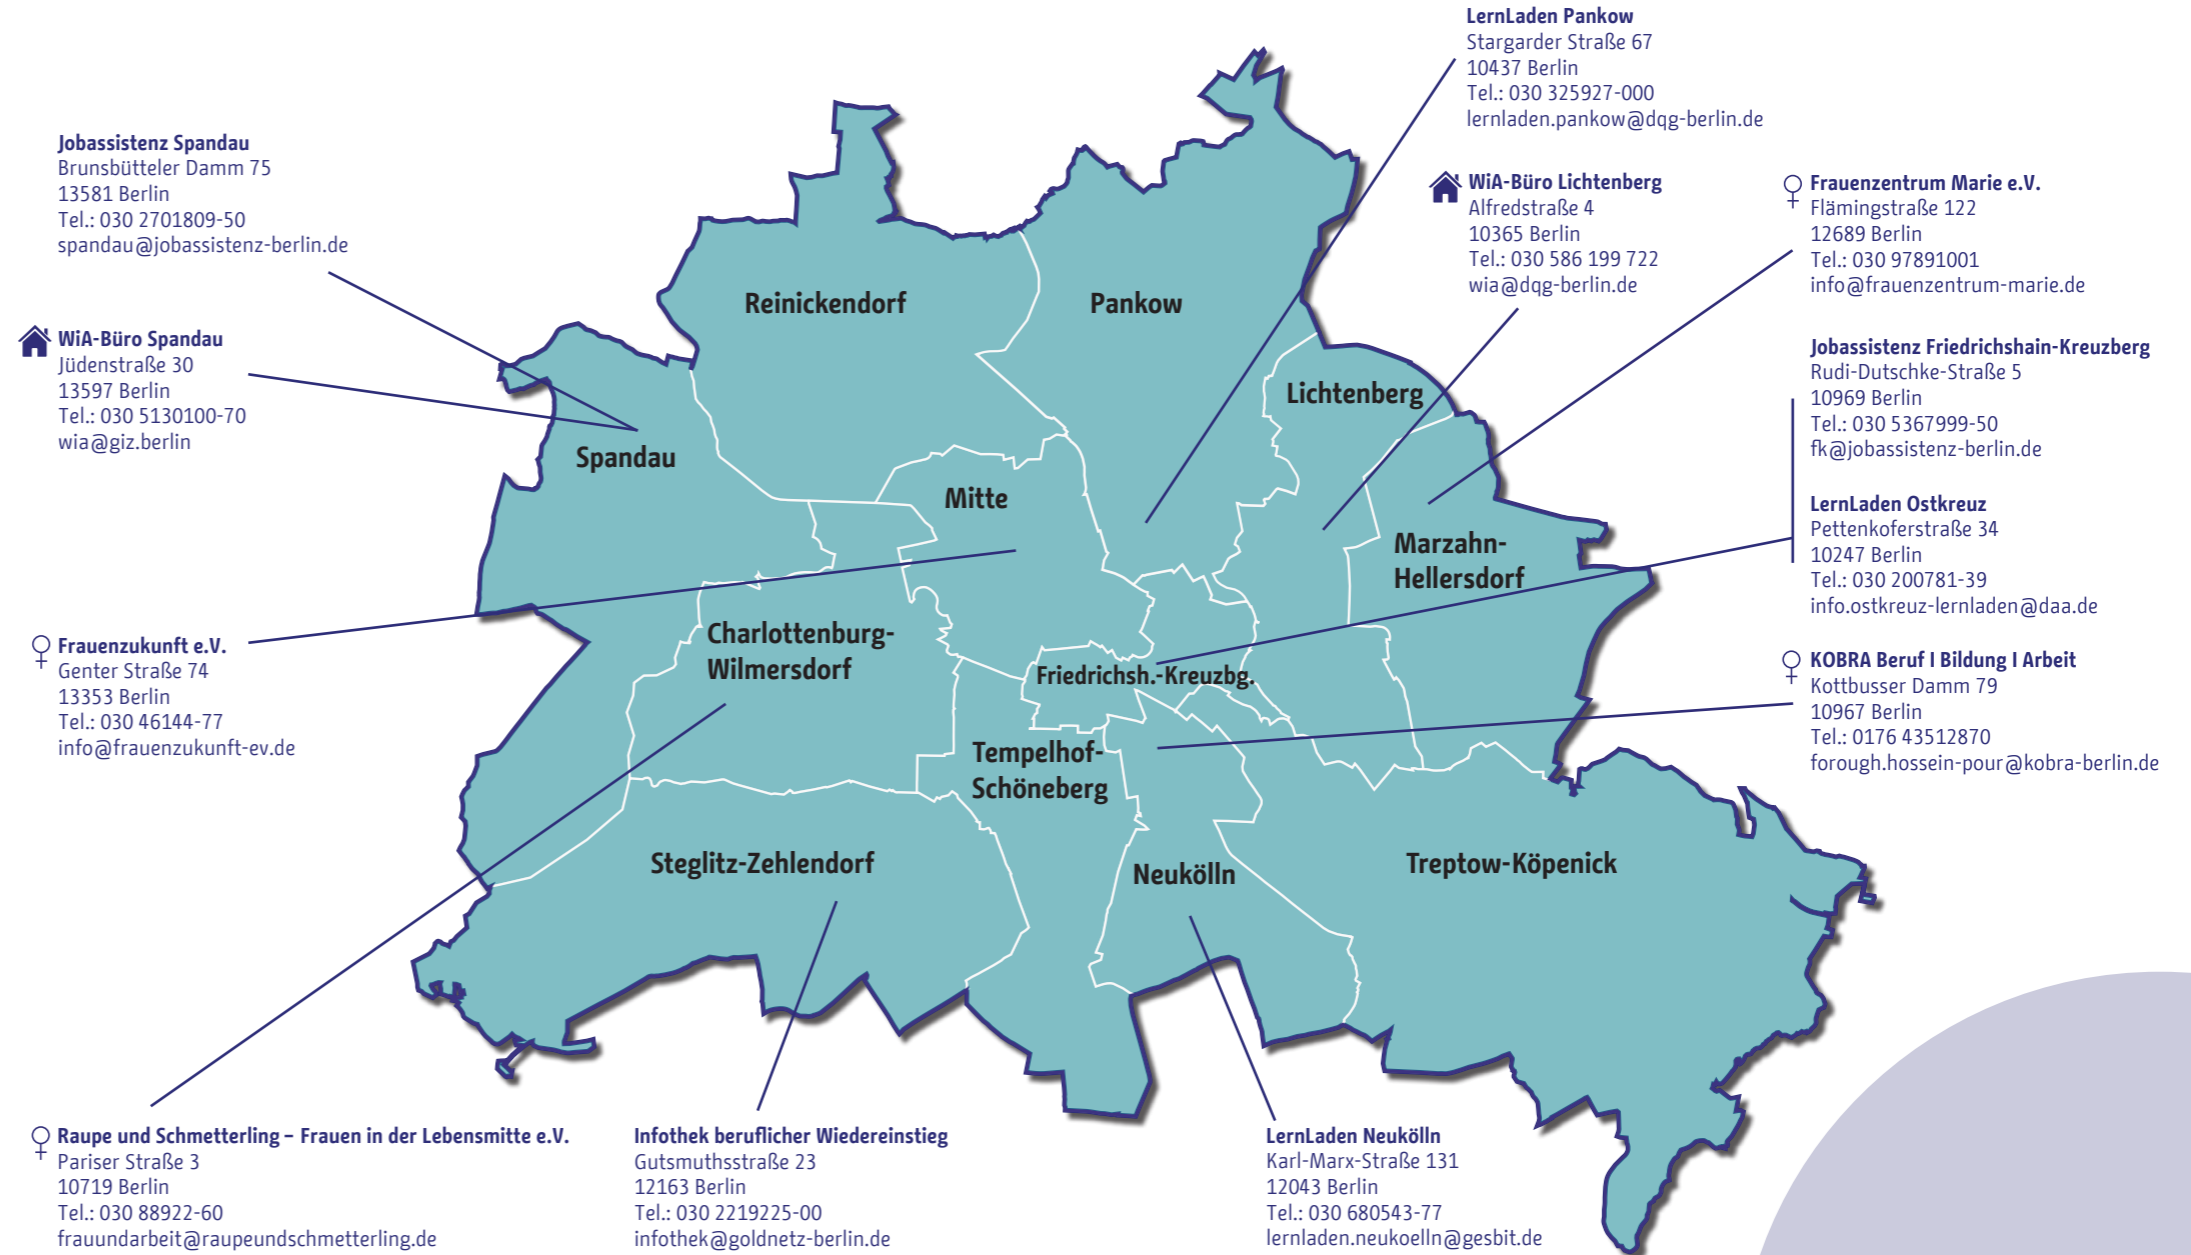 LernLaden Pankow
Stargarder Straße 67
10437 Berlin
Tel.: 030 325927-000
lernladen.pankow@dqg-berlin.de
Jobassistenz Spandau
Brunsbütteler Damm 75
13581 Berlin
Tel.: 030 2701809-50
spandau@jobassistenz-berlin.de
WiA-Büro Lichtenberg
Alfredstraße 4
10365 Berlin
Tel.: 030 586 199 722
wia@dqg-berlin.de
Frauenzentrum Marie e.V.
Flämingstraße 122
12689 Berlin
Tel.: 030 97891001
info@frauenzentrum-marie.de
WiA-Büro Spandau
Jüdenstraße 30
13597 Berlin
Tel.: 030 5130100-70
wia@giz.berlin
Jobassistenz Friedrichshain-Kreuzberg
Rudi-Dutschke-Straße 5
10969 Berlin
Tel.: 030 5367999-50
fk@jobassistenz-berlin.de
LernLaden Ostkreuz
Pettenkoferstraße 34
10247 Berlin
Tel.: 030 200781-39
info.ostkreuz-lernladen@daa.de
Reinickendorf
Pankow
Lichtenberg
Spandau
Mitte
Marzahn-
Hellersdorf
Charlottenburg-
Wilmersdorf
Friedrichsh.-Kreuzbg.
Tempelhof-
Schöneberg
Steglitz-Zehlendorf
Neukölln
Treptow-Köpenick
Frauenzukunft e.V.
Genter Straße 74
13353 Berlin
Tel.: 030 46144-77
info@frauenzukunft-ev.de
KOBRA Beruf I Bildung I Arbeit
Kottbusser Damm 79
10967 Berlin
Tel.: 0176 43512870
forough.hossein-pour@kobra-berlin.de
Raupe und Schmetterling – Frauen in der Lebensmitte e.V.
Pariser Straße 3
10719 Berlin
Tel.: 030 88922-60
frauundarbeit@raupeundschmetterling.de
Infothek beruflicher Wiedereinstieg
Gutsmuthsstraße 23
12163 Berlin
Tel.: 030 2219225-00
infothek@goldnetz-berlin.de
LernLaden Neukölln
Karl-Marx-Straße 131
12043 Berlin
Tel.: 030 680543-77
lernladen.neukoelln@gesbit.de